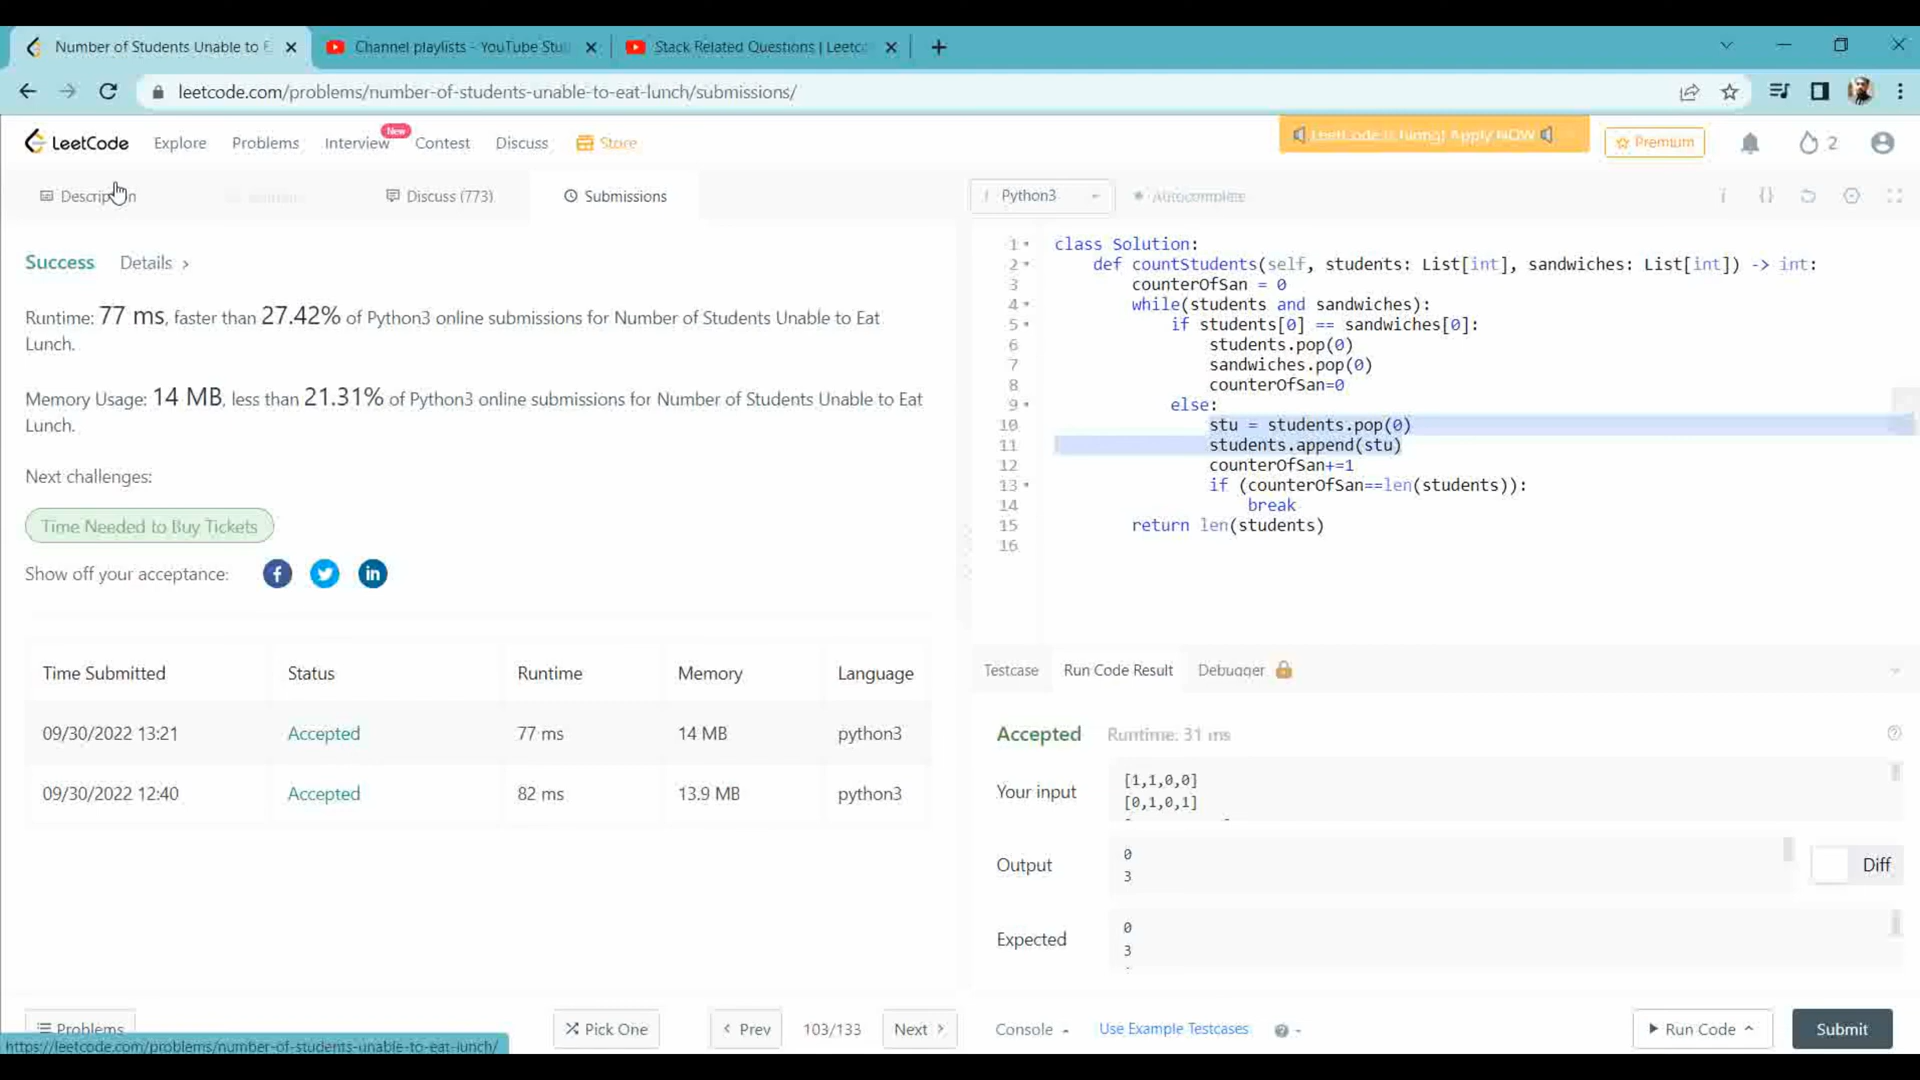 Number of Students Unable to E
Channel playlists - YouTube Stu
Stack Related Questions | Leetc
leetcode.com/problems/number-of-students-unable-to-eat-lunch/submissions/
LeetCode
Explore
Problems
Interview
New
Contest
Discuss
Store
LeetCode is hiring! Apply NOW
Premium
2
Description
Discuss (773)
Submissions
Python3
Autocomplete
i
{}
Success
Details >
Runtime: 77 ms, faster than 27.42% of Python3 online submissions for Number of Students Unable to Eat
Lunch.
Memory Usage: 14 MB, less than 21.31% of Python3 online submissions for Number of Students Unable to Eat
Lunch.
Next challenges:
Time Needed to Buy Tickets
Show off your acceptance:
Time Submitted Status Runtime Memory Language
09/30/2022 13:21 Accepted 77 ms 14 MB python3
09/30/2022 12:40 Accepted 82 ms 13.9 MB python3
1 class Solution:
2 def countStudents(self, students: List[int], sandwiches: List[int]) -> int:
3 counterOfSan = 0
4 while(students and sandwiches):
5 if students[0] == sandwiches[0]:
6 students.pop(0)
7 sandwiches.pop(0)
8 counterOfSan=0
9 else:
10 stu = students.pop(0)
11 students.append(stu)
12 counterOfSan+=1
13 if (counterOfSan==len(students)):
14 break
15 return len(students)
16
Testcase
Run Code Result
Debugger
Accepted
Runtime: 31 ms
Your input
[1,1,0,0]
[0,1,0,1]
Output
0
3
Diff
Expected
0
3
Problems
Pick One
< Prev
103/133
Next >
Console
Use Example Testcases
Run Code
Submit
https://leetcode.com/problems/number-of-students-unable-to-eat-lunch/